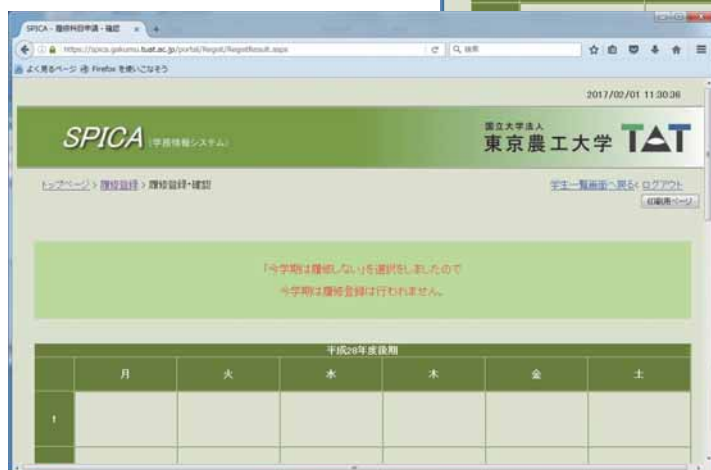 SPICA - 履修科目申請 - 確認
https://spica.gakumu.tuat.ac.jp/portal/Regist/RegistResult.aspx
検索
よく見るページ
Firefox を使いこなそう
2017/02/01 11:30:36
SPICA (学務情報システム)
国立大学法人
東京農工大学 TAT
トップページ > 履修登録 > 履修登録・確認
学生一覧画面へ戻る< ログアウト
印刷用ページ
「今学期は履修しない」を選択をしましたので
今学期は履修登録は行われません。
平成28年度後期
月 火 水 木 金 土
1